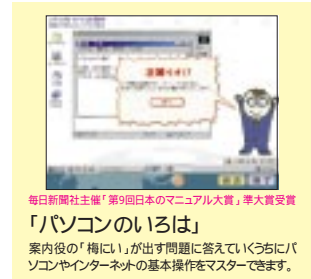 毎日新聞社主催「第9回日本のマニュアル大賞」準大賞受賞
「パソコンのいろは」
案内役の「梅にい」が出す問題に答えていくうちにパ
ソコンやインターネットの基本操作をマスターできます。